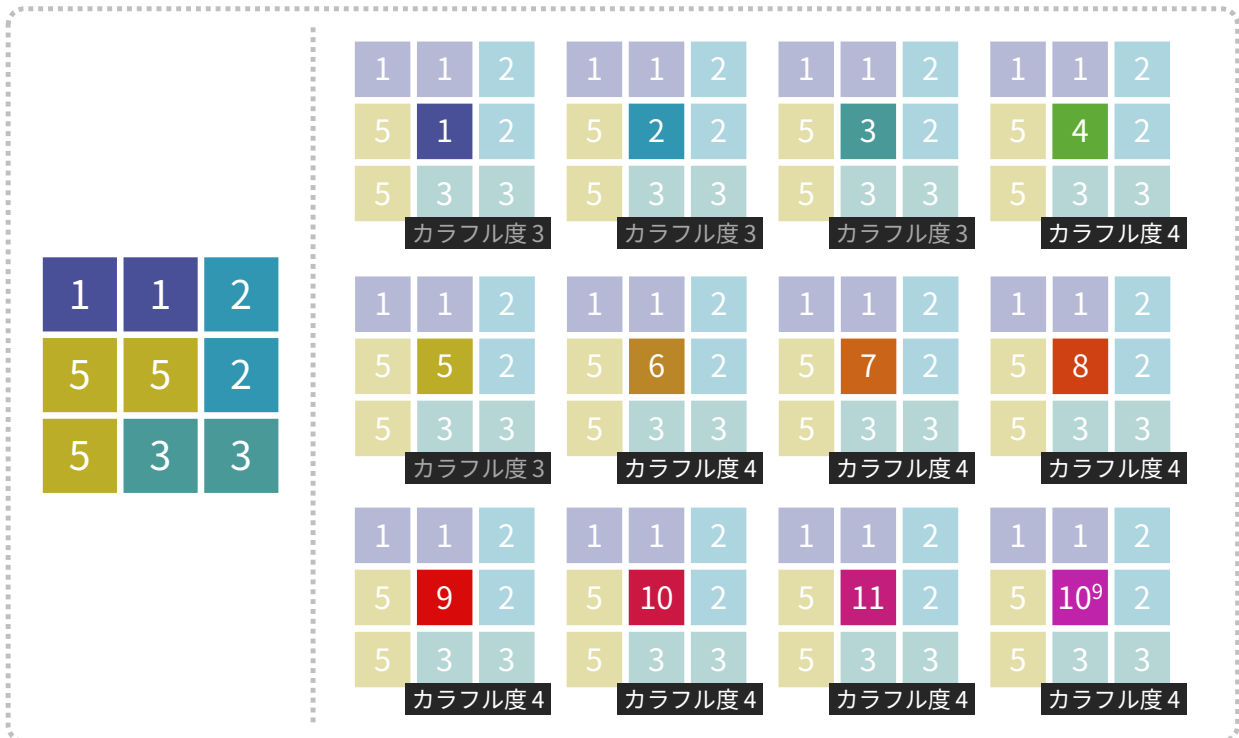 1 1 2
5 5 2
5 3 3
1 1 2 1 1 2 1 1 2 1 1 2
5 1 2 5 2 2 5 3 2 5 4 2
5 3 3 5 3 3 5 3 3 5 3 3
カラフル度3 カラフル度3 カラフル度3 カラフル度4
1 1 2 1 1 2 1 1 2 1 1 2
5 5 2 5 6 2 5 7 2 5 8 2
5 3 3 5 3 3 5 3 3 5 3 3
カラフル度3 カラフル度4 カラフル度4 カラフル度4
1 1 2 1 1 2 1 1 2 1 1 2
5 9 2 5 10 2 5 11 2 5 10⁹ 2
5 3 3 5 3 3 5 3 3 5 3 3
カラフル度4 カラフル度4 カラフル度4 カラフル度4